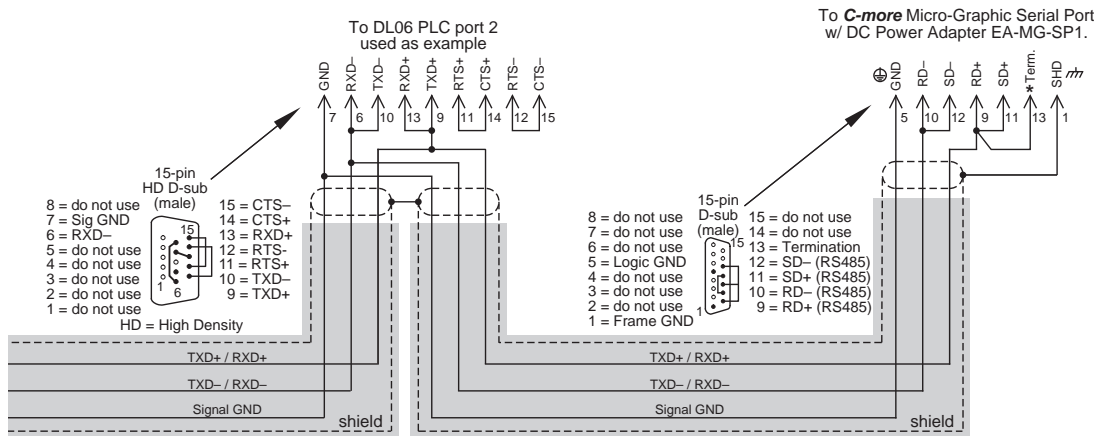 To DL06 PLC port 2
used as example
GND
RXD–
TXD–
RXD+
TXD+
RTS+
CTS+
RTS–
CTS–
7 6 10 13 9 11 14 12 15
15-pin
HD D-sub
(male)
8 = do not use
7 = Sig GND
6 = RXD–
5 = do not use
4 = do not use
3 = do not use
2 = do not use
1 = do not use
15 = CTS–
14 = CTS+
13 = RXD+
12 = RTS-
11 = RTS+
10 = TXD–
9 = TXD+
15
1
6
HD = High Density
To C-more Micro-Graphic Serial Port
w/ DC Power Adapter EA-MG-SP1.
GND
RD–
SD–
RD+
SD+
*Term.
SHD
5 10 12 9 11 13 1
15-pin
D-sub
(male)
8 = do not use
7 = do not use
6 = do not use
5 = Logic GND
4 = do not use
3 = do not use
2 = do not use
1 = Frame GND
15 = do not use
14 = do not use
13 = Termination
12 = SD– (RS485)
11 = SD+ (RS485)
10 = RD– (RS485)
9 = RD+ (RS485)
15
1
TXD+ / RXD+
TXD– / RXD–
Signal GND
shield
TXD+ / RXD+
TXD– / RXD–
Signal GND
shield